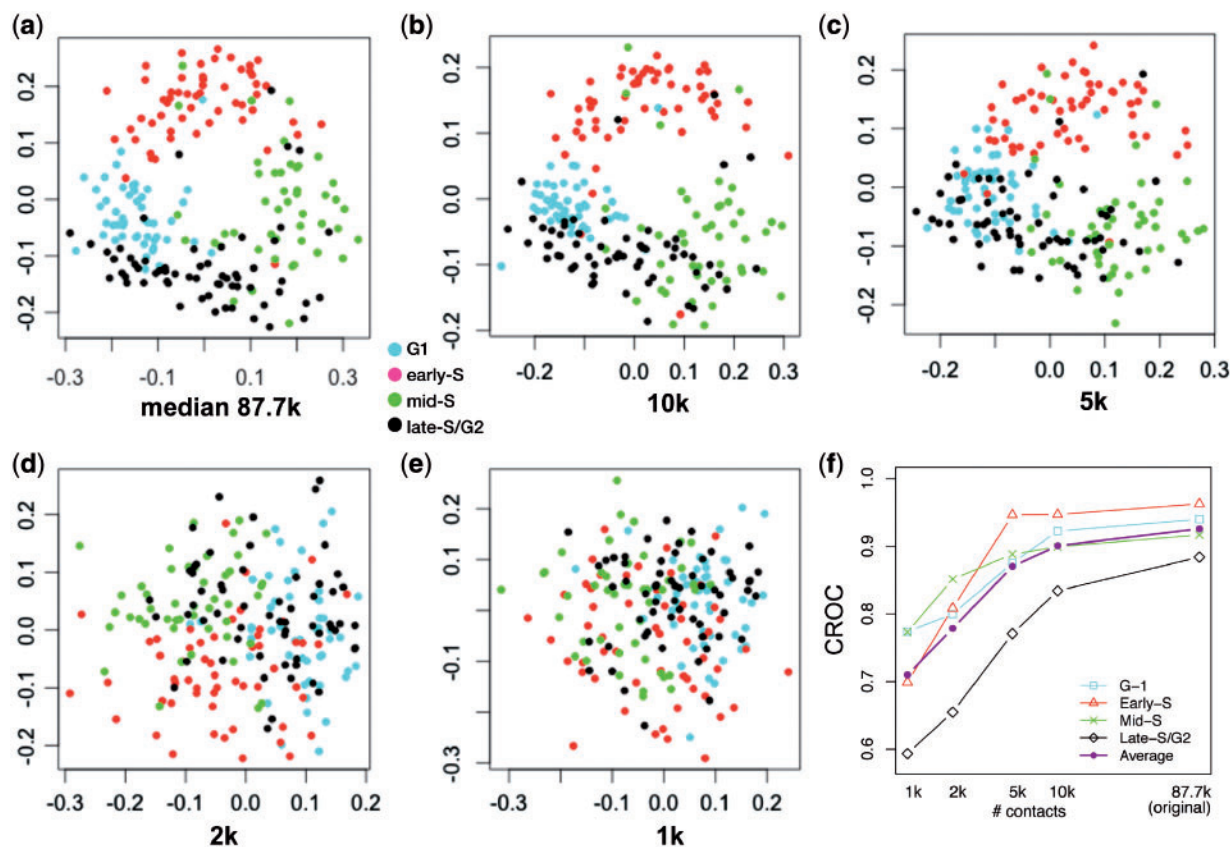 (a)
0.2
0.1
0.0
-0.1
-0.2
-0.3
-0.1
0.1
0.3
median 87.7k
(b)
0.2
0.1
0.0
-0.1
-0.2
-0.2
0.0
0.1
0.2
0.3
10k
(c)
0.2
0.1
0.0
-0.1
-0.2
-0.2
0.0
0.1
0.2
0.3
5k
G1
early-S
mid-S
late-S/G2
(d)
0.2
0.1
0.0
-0.1
-0.2
-0.3
-0.2
-0.1
0.0
0.1
0.2
2k
(e)
0.2
0.1
-0.1
-0.3
-0.3
-0.1
0.0
0.1
0.2
1k
(f)
CROC
1.0
0.9
0.8
0.7
0.6
G-1
Early-S
Mid-S
Late-S/G2
Average
1k 2k 5k 10k 87.7k
# contacts (original)